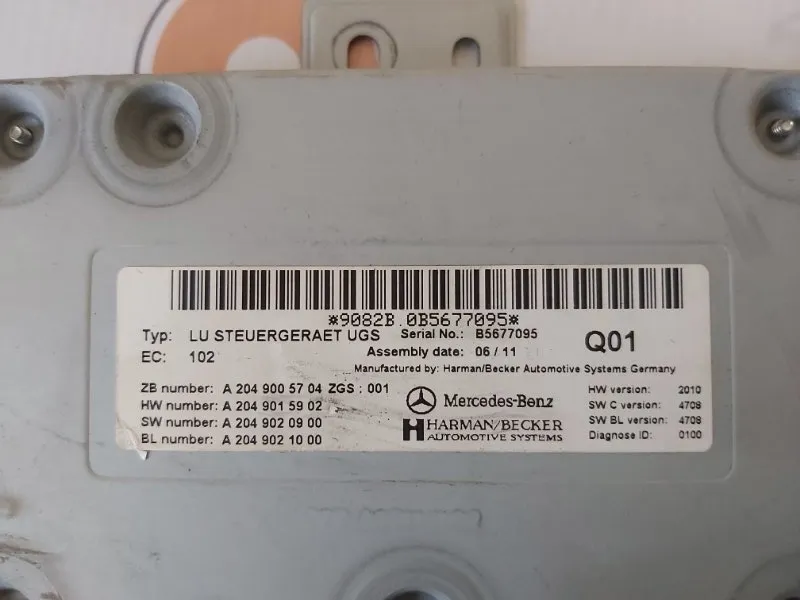 *9082B.0B5677095*
Typ: LU STEUERGERAET UGS Serial No.: B5677095
EC: 102 Assembly date: 06 / 11 Q01
Manufactured by: Harman/Becker Automotive Systems Germany
ZB number: A 204 900 57 04 ZGS : 001
HW number: A 204 901 59 02
SW number: A 204 902 09 00
BL number: A 204 902 10 00
Mercedes-Benz
HARMAN/BECKER
AUTOMOTIVE SYSTEMS
HW version: 2010
SW C version: 4708
SW BL version: 4708
Diagnose ID: 0100